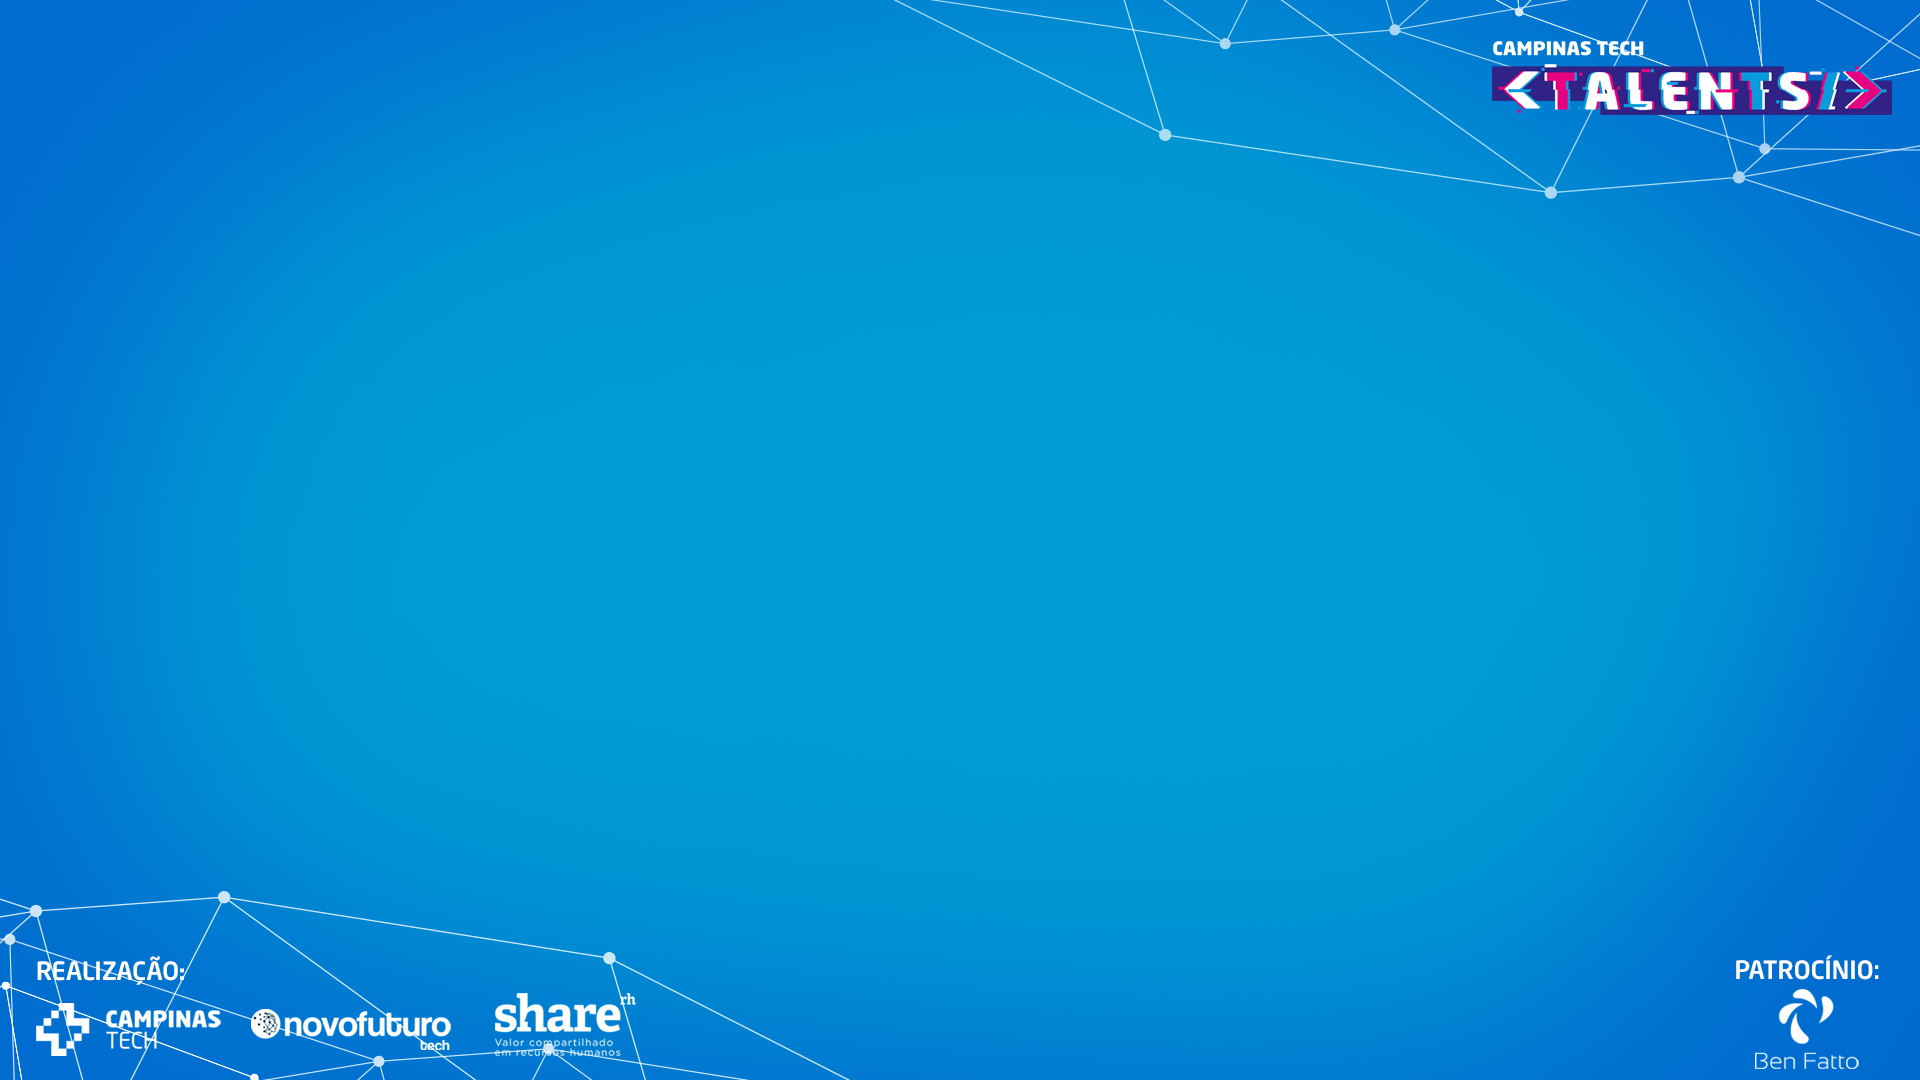 CAMPINAS TECH
<TALENTS/>
REALIZAÇÃO:
PATROCÍNIO:
CAMPINAS
TECH
novofuturo
tech
share rh
Valor compartilhado
em recursos humanos
Ben Fatto